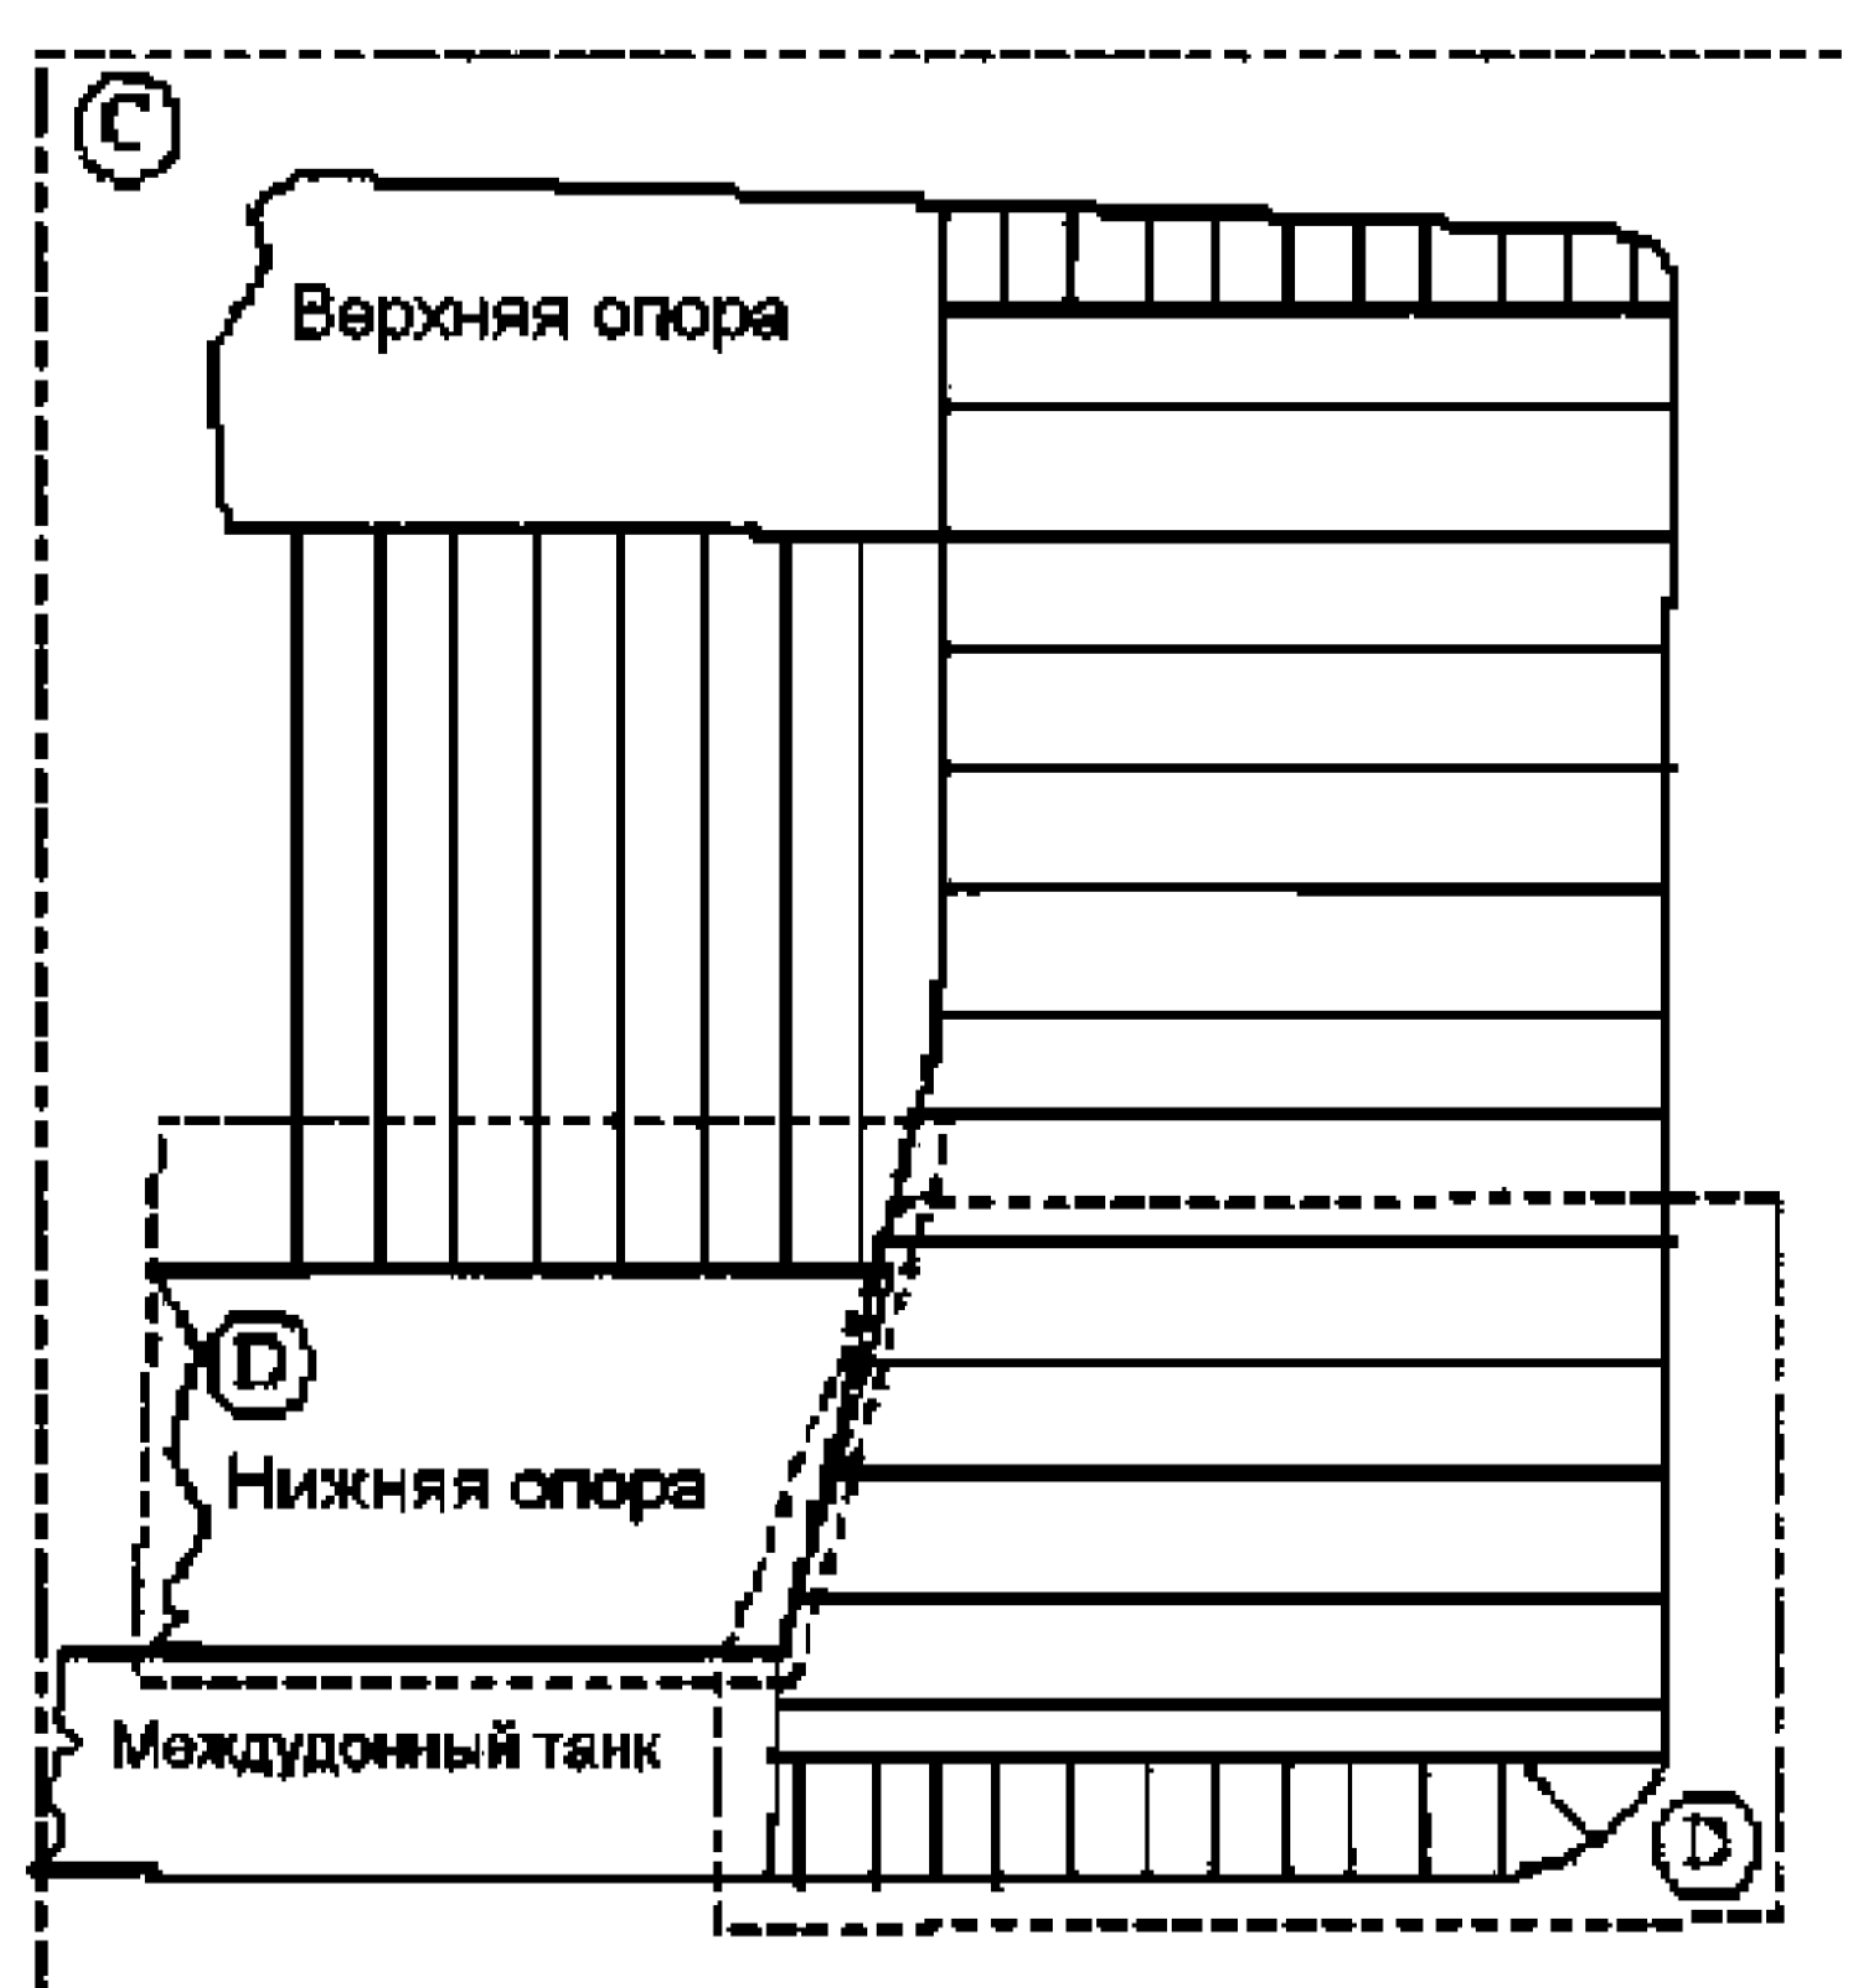 C
Верхняя опора
D
Нижняя опора
Междудонный танк
D